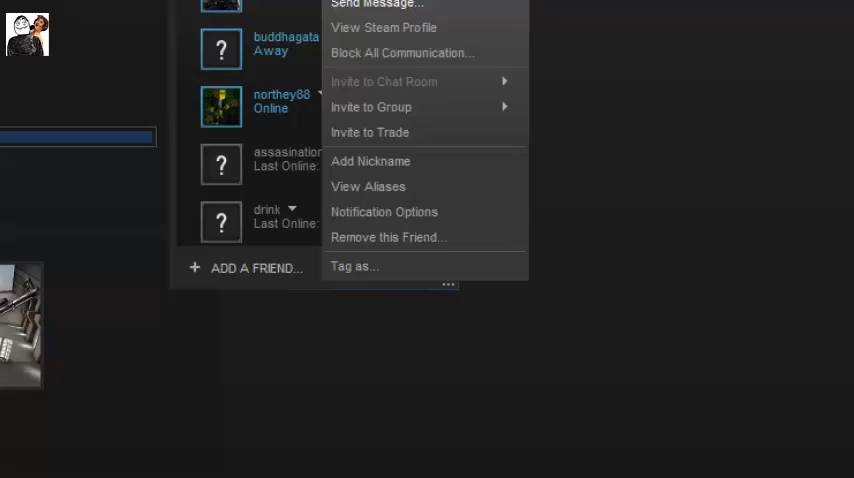 Send Message...
View Steam Profile
Block All Communication...
Invite to Chat Room
Invite to Group
Invite to Trade
Add Nickname
View Aliases
Notification Options
Remove this Friend...
Tag as...
?
buddhagata
Away
northey88
Online
?
assasination
Last Online:
?
drink
Last Online:
+ ADD A FRIEND...
...